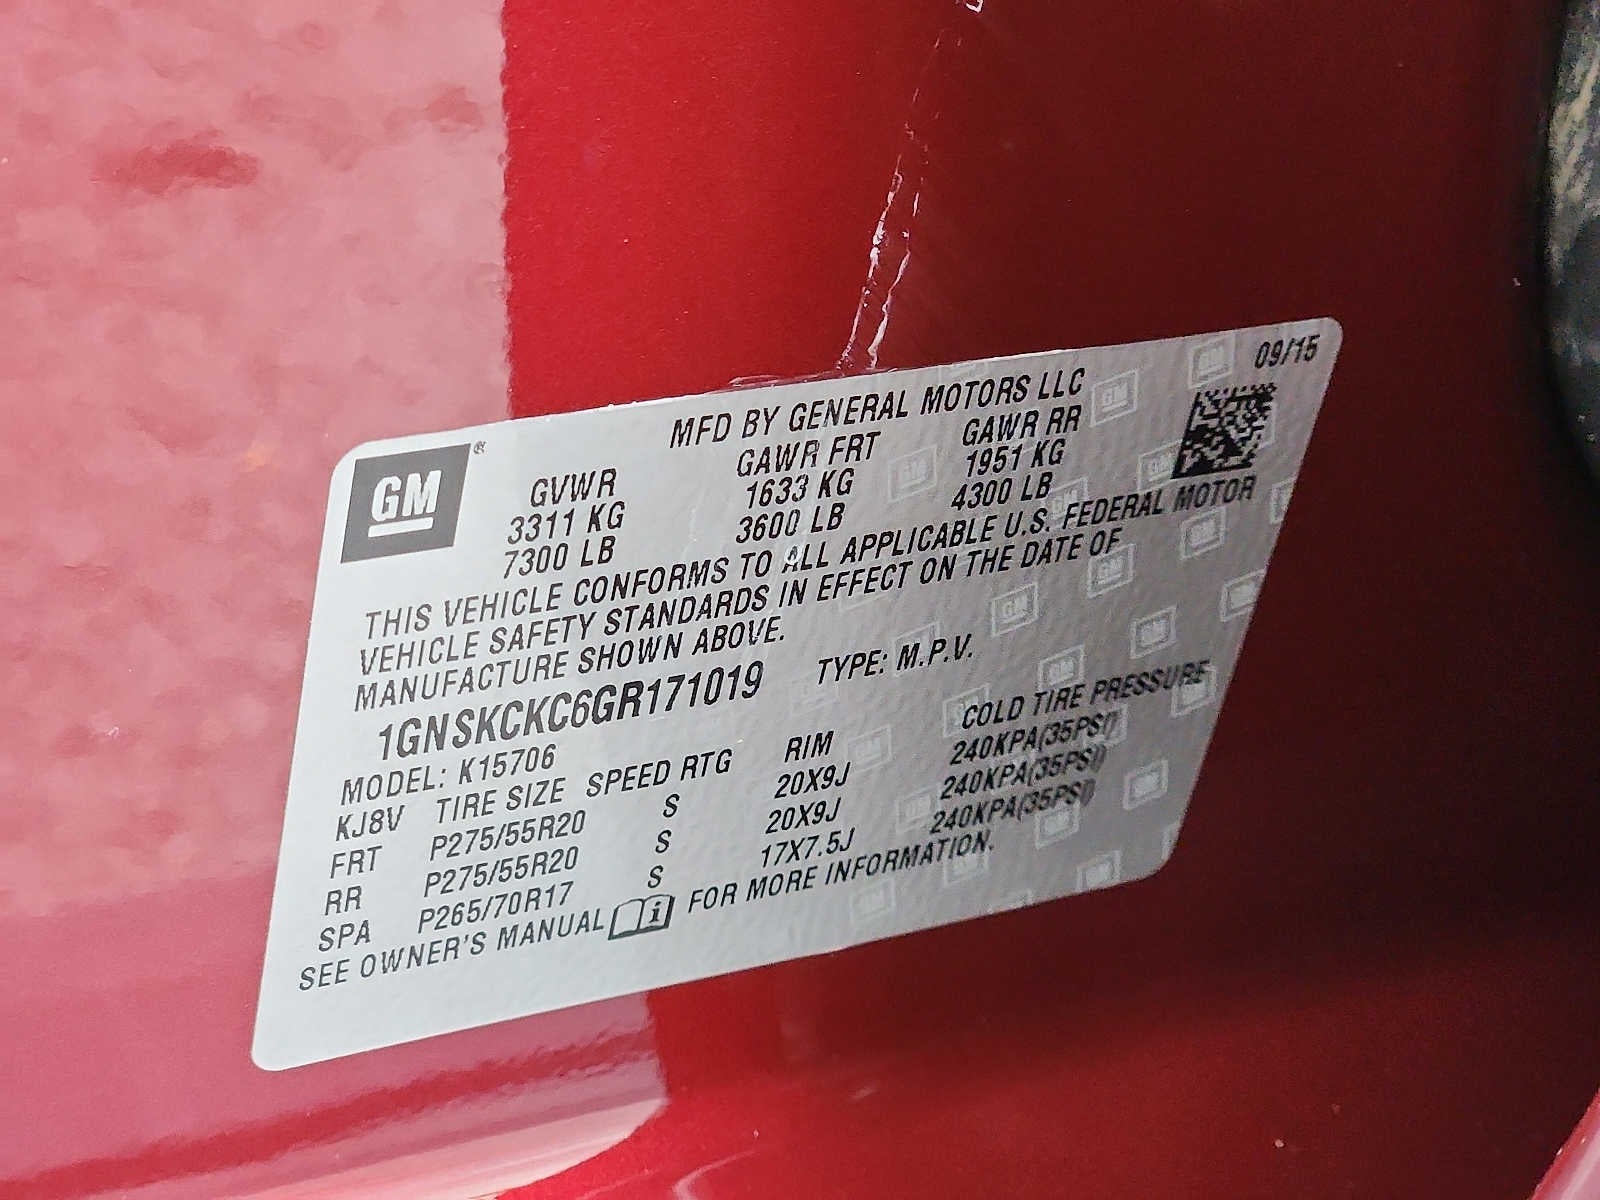 09/15
MFD BY GENERAL MOTORS LLC
GM®
GVWR GAWR FRT GAWR RR
3311 KG 1633 KG 1951 KG
7300 LB 3600 LB 4300 LB
THIS VEHICLE CONFORMS TO ALL APPLICABLE U.S. FEDERAL MOTOR
VEHICLE SAFETY STANDARDS IN EFFECT ON THE DATE OF
MANUFACTURE SHOWN ABOVE.
1GNSKCKC6GR171019 TYPE: M.P.V.
MODEL: K15706
KJ8V TIRE SIZE SPEED RTG RIM COLD TIRE PRESSURE
FRT P275/55R20 S 20X9J 240KPA(35PSI)
RR P275/55R20 S 20X9J 240KPA(35PSI)
SPA P265/70R17 S 17X7.5J 240KPA(35PSI)
SEE OWNER'S MANUAL i FOR MORE INFORMATION.